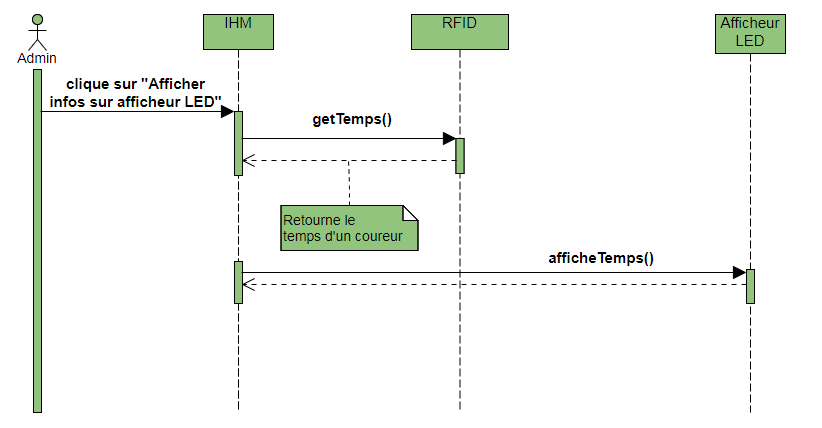 IHM
RFID
Afficheur
LED
Admin
clique sur "Afficher
infos sur afficheur LED"
getTemps()
Retourne le
temps d'un coureur
afficheTemps()